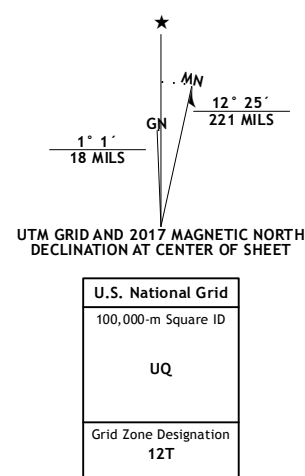 ★
MN
GN
12° 25´
221 MILS
1° 1´
18 MILS
UTM GRID AND 2017 MAGNETIC NORTH
DECLINATION AT CENTER OF SHEET
U.S. National Grid
100,000-m Square ID
UQ
Grid Zone Designation
12T